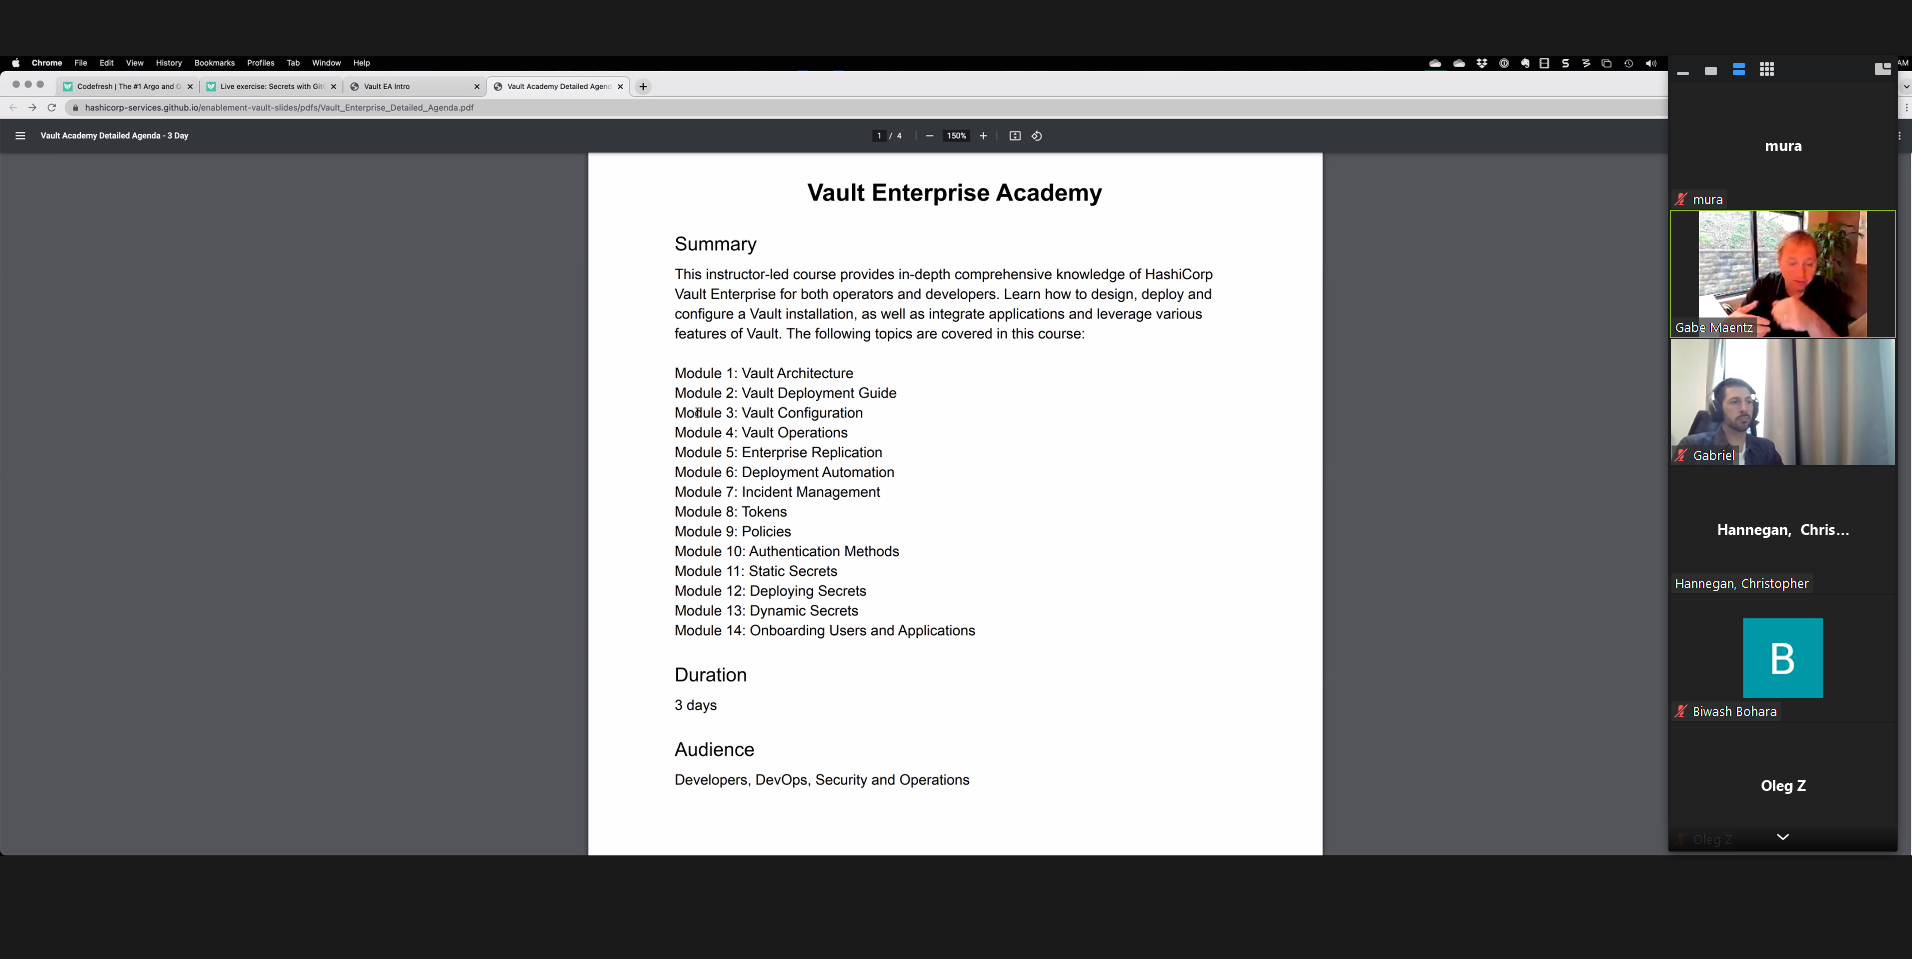 Chrome File Edit View History Bookmarks Profiles Tab Window Help
AM
Codefresh | The #1 Argo and G
Live exercise: Secrets with Git
Vault EA Intro
Vault Academy Detailed Agend
hashicorp-services.github.io/enablement-vault-slides/pdfs/Vault_Enterprise_Detailed_Agenda.pdf
Vault Academy Detailed Agenda - 3 Day
1 / 4
150%
Vault Enterprise Academy
Summary
This instructor-led course provides in-depth comprehensive knowledge of HashiCorp
Vault Enterprise for both operators and developers. Learn how to design, deploy and
configure a Vault installation, as well as integrate applications and leverage various
features of Vault. The following topics are covered in this course:
Module 1: Vault Architecture
Module 2: Vault Deployment Guide
Module 3: Vault Configuration
Module 4: Vault Operations
Module 5: Enterprise Replication
Module 6: Deployment Automation
Module 7: Incident Management
Module 8: Tokens
Module 9: Policies
Module 10: Authentication Methods
Module 11: Static Secrets
Module 12: Deploying Secrets
Module 13: Dynamic Secrets
Module 14: Onboarding Users and Applications
Duration
3 days
Audience
Developers, DevOps, Security and Operations
mura
mura
Gabe Maentz
Gabriel
Hannegan, Chris...
Hannegan, Christopher
B
Biwash Bohara
Oleg Z
Oleg Z